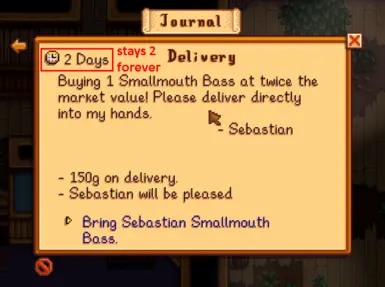 Journal
2 Days stays 2 forever Delivery
Buying 1 Smallmouth Bass at twice the
market value! Please deliver directly
into my hands.
- Sebastian
- 150g on delivery.
- Sebastian will be pleased
Bring Sebastian Smallmouth
Bass.